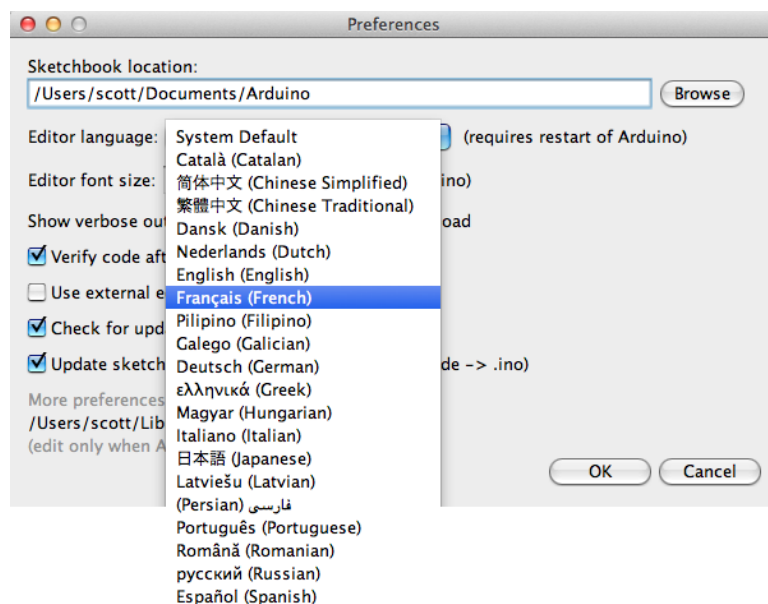 Preferences
Sketchbook location:
/Users/scott/Documents/Arduino
Browse
Editor language:
(requires restart of Arduino)
Editor font size:
ino)
Show verbose out
oad
Verify code aft
Use external e
Check for upd
Update sketch
de -> .ino)
More preferences
/Users/scott/Lib
(edit only when A
System Default
Català (Catalan)
简体中文 (Chinese Simplified)
繁體中文 (Chinese Traditional)
Dansk (Danish)
Nederlands (Dutch)
English (English)
Français (French)
Pilipino (Filipino)
Galego (Galician)
Deutsch (German)
ελληνικά (Greek)
Magyar (Hungarian)
Italiano (Italian)
日本語 (Japanese)
Latviešu (Latvian)
فارسی (Persian)
Português (Portuguese)
Română (Romanian)
русский (Russian)
Español (Spanish)
OK
Cancel